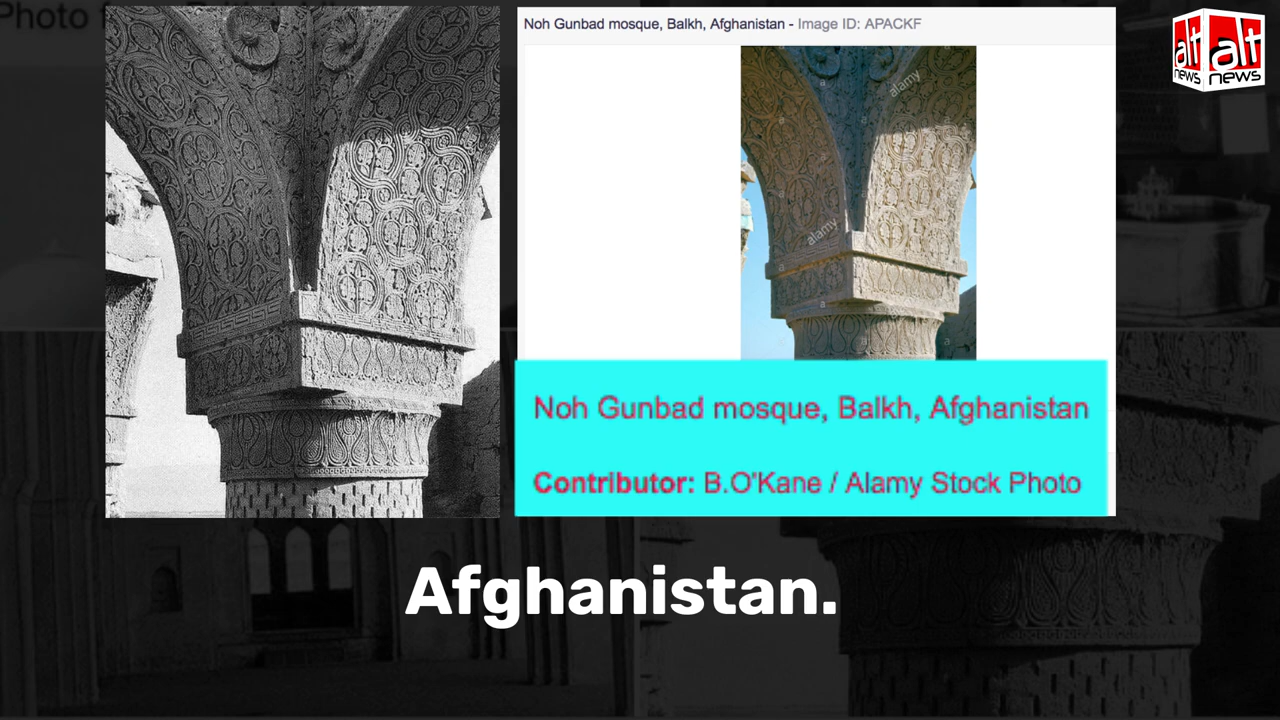 Noh Gunbad mosque, Balkh, Afghanistan - Image ID: APACKF
alt
news
alt
news
alamy
alamy
Noh Gunbad mosque, Balkh, Afghanistan
Contributor: B.O'Kane / Alamy Stock Photo
Afghanistan.